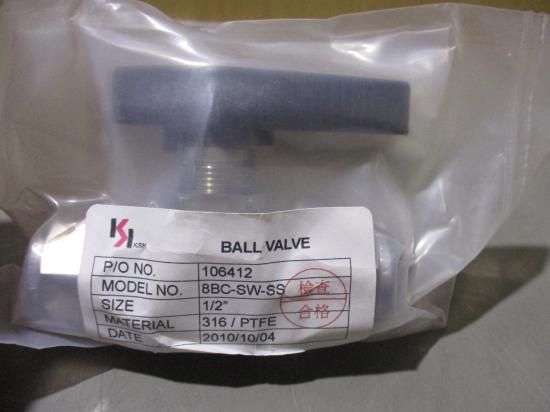 KSK
BALL VALVE
P/O NO. 106412
MODEL NO. 8BC-SW-SS
SIZE 1/2"
MATERIAL 316 / PTFE
DATE 2010/10/04
検査
合格